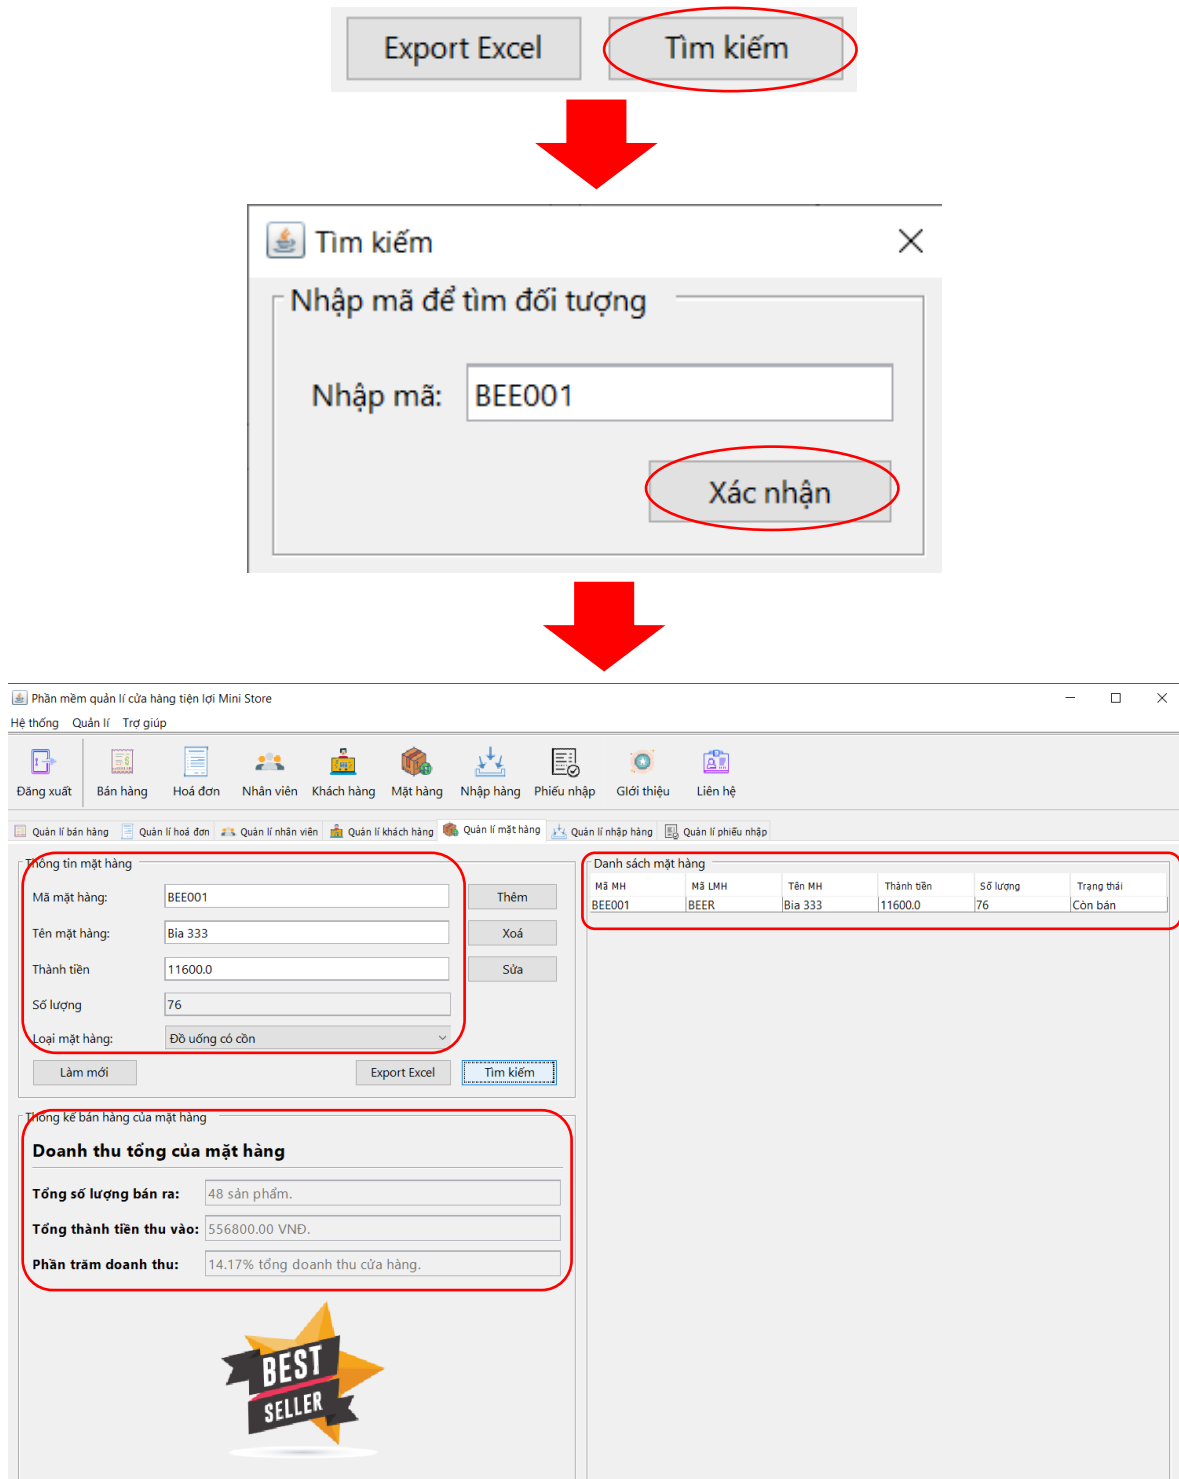 Export Excel Tìm kiếm
Tìm kiếm
Nhập mã để tìm đối tượng
Nhập mã: BEE001
Xác nhận
Phần mềm quản lí cửa hàng tiện lợi Mini Store
Hệ thống Quản lí Trợ giúp
Đăng xuất Bán hàng Hoá đơn Nhân viên Khách hàng Mặt hàng Nhập hàng Phiếu nhập Giới thiệu Liên hệ
Quản lí bán hàng Quản lí hoá đơn Quản lí nhân viên Quản lí khách hàng Quản lí mặt hàng Quản lí nhập hàng Quản lí phiếu nhập
Thông tin mặt hàng
Mã mặt hàng: BEE001 Thêm
Tên mặt hàng: Bia 333 Xoá
Thành tiền 11600.0 Sửa
Số lượng 76
Loại mặt hàng: Đồ uống có cồn
Làm mới Export Excel Tìm kiếm
Danh sách mặt hàng
Mã MH Mã LMH Tên MH Thành tiền Số lượng Trạng thái
BEE001 BEER Bia 333 11600.0 76 Còn bán
Thống kê bán hàng của mặt hàng
Doanh thu tổng của mặt hàng
Tổng số lượng bán ra: 48 sản phẩm.
Tổng thành tiền thu vào: 556800.00 VNĐ.
Phần trăm doanh thu: 14.17% tổng doanh thu cửa hàng.
BEST
SELLER